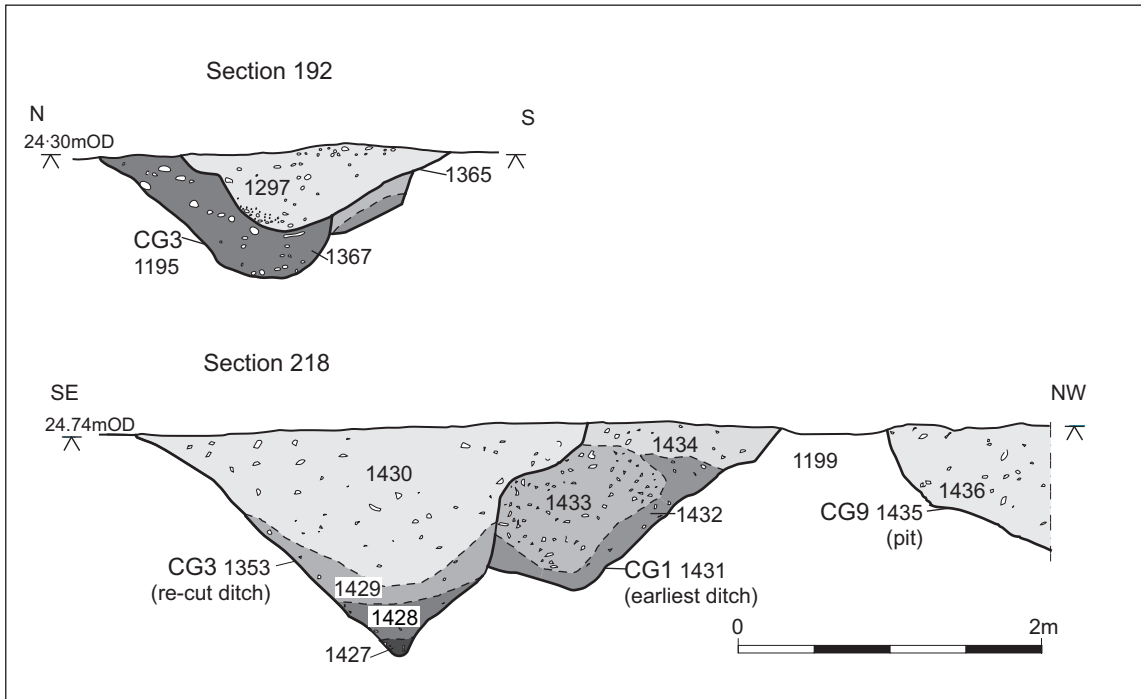 Section 192
N
S
24·30mOD
1365
1297
CG3
1195
1367
Section 218
SE
NW
24.74mOD
1434
1430
1199
1433
1436
1432
CG9 1435
(pit)
CG3 1353
(re-cut ditch)
CG1 1431
(earliest ditch)
1429
1428
1427
0
2m